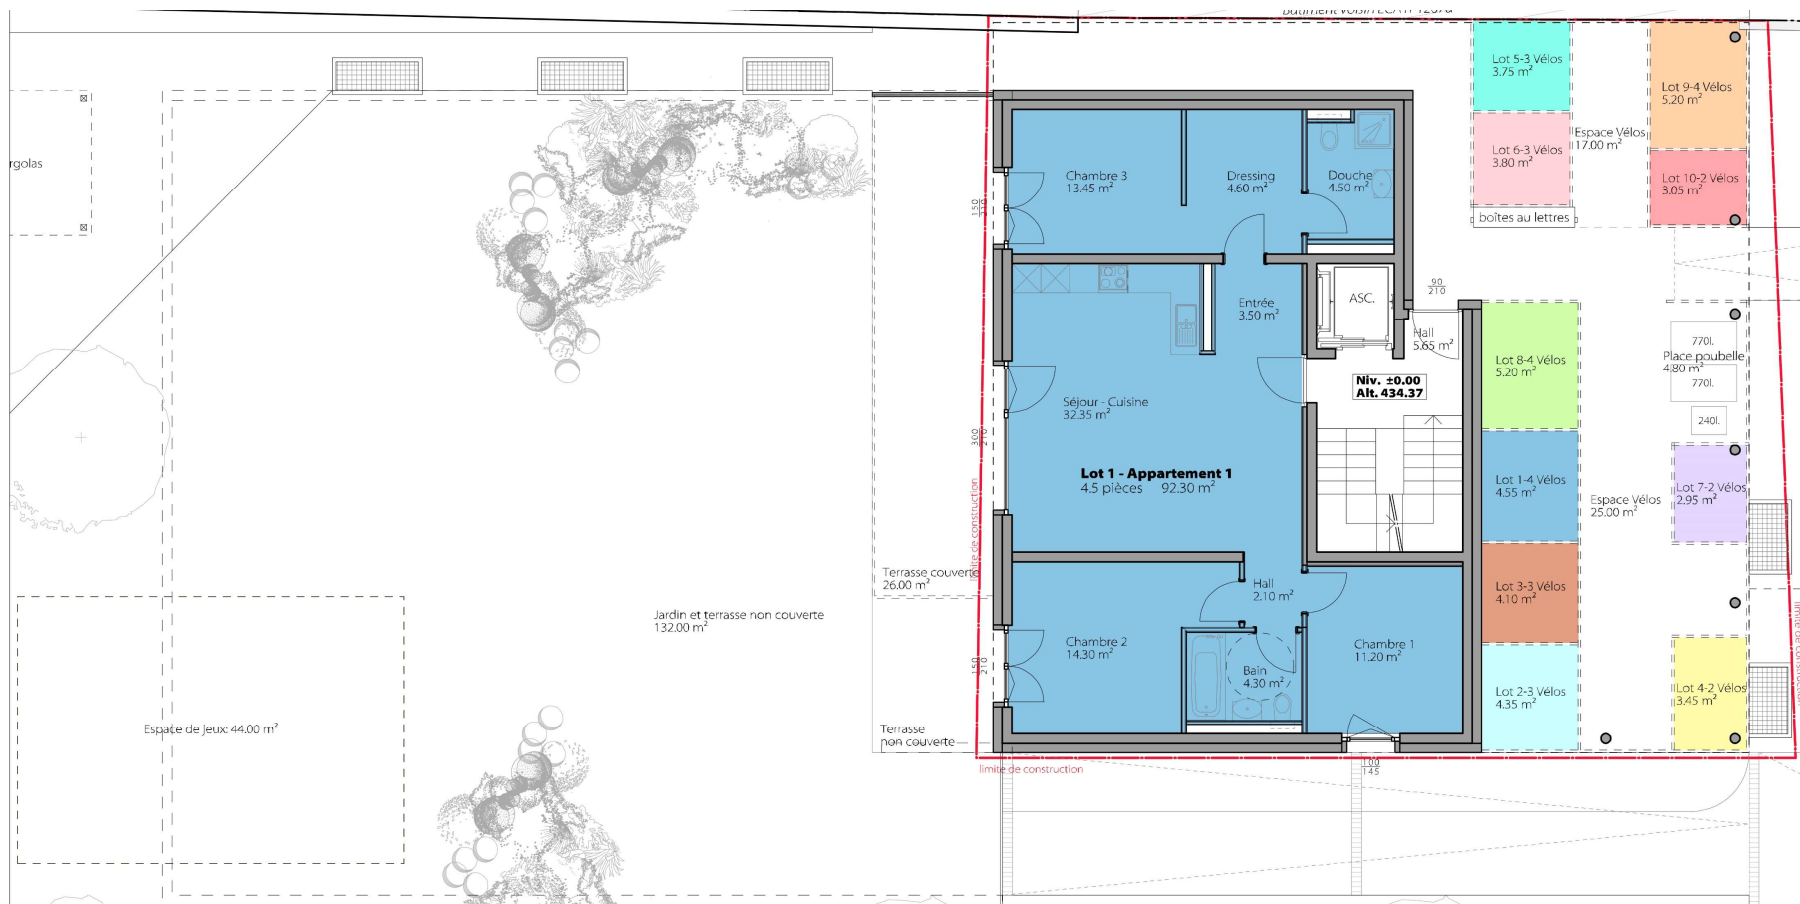 Bâtiment voisin ECA n° 1267a
Lot 5-3 Vélos
3.75 m²
Lot 9-4 Vélos
5.20 m²
Espace Vélos
17.00 m²
Lot 6-3 Vélos
3.80 m²
Lot 10-2 Vélos
3.05 m²
boîtes au lettres
rgolas
Chambre 3
13.45 m²
Dressing
4.60 m²
Douche
4.50 m²
150
210
Entrée
3.50 m²
ASC.
90
210
Hall
5.65 m²
Niv. ±0.00
Alt. 434.37
Lot 8-4 Vélos
5.20 m²
770l.
Place poubelle
4.80 m²
770l.
240l.
Séjour - Cuisine
32.35 m²
300
210
Lot 1 - Appartement 1
4.5 pièces 92.30 m²
Lot 1-4 Vélos
4.55 m²
Espace Vélos
25.00 m²
Lot 7-2 Vélos
2.95 m²
limite de construction
Terrasse couverte
26.00 m²
Hall
2.10 m²
Lot 3-3 Vélos
4.10 m²
Jardin et terrasse non couverte
132.00 m²
Chambre 2
14.30 m²
150
210
Bain
4.30 m²
Chambre 1
11.20 m²
Lot 2-3 Vélos
4.35 m²
Lot 4-2 Vélos
3.45 m²
limite de construction
Espace de Jeux: 44.00 m²
Terrasse
non couverte
limite de construction
100
145